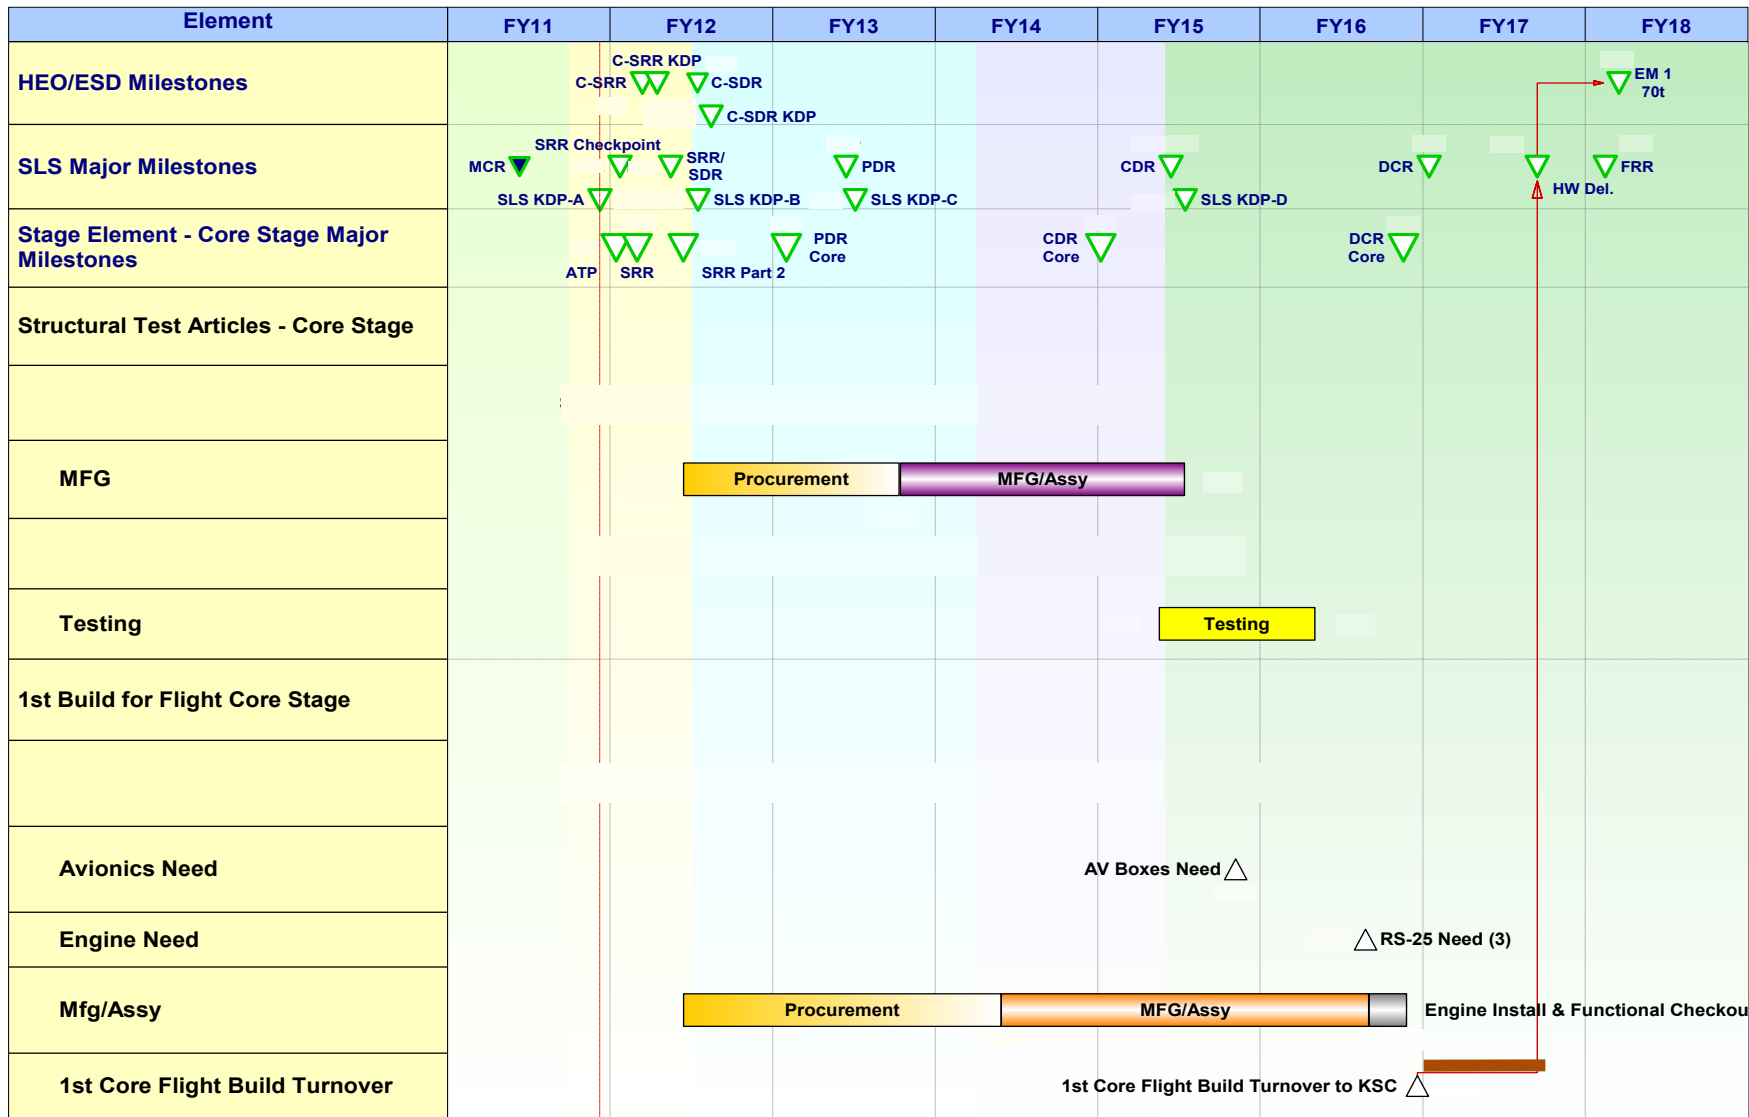 Element
FY11
FY12
FY13
FY14
FY15
FY16
FY17
FY18
HEO/ESD Milestones
C-SRR KDP
C-SRR
C-SDR
C-SDR KDP
EM 1
70t
SLS Major Milestones
SRR Checkpoint
MCR
SRR/
SDR
PDR
CDR
DCR
FRR
HW Del.
SLS KDP-A
SLS KDP-B
SLS KDP-C
SLS KDP-D
Stage Element - Core Stage Major
Milestones
ATP
SRR
SRR Part 2
PDR
Core
CDR
Core
DCR
Core
Structural Test Articles - Core Stage
MFG
Procurement
MFG/Assy
Testing
Testing
1st Build for Flight Core Stage
Avionics Need
AV Boxes Need
Engine Need
RS-25 Need (3)
Mfg/Assy
Procurement
MFG/Assy
Engine Install & Functional Checkou
1st Core Flight Build Turnover
1st Core Flight Build Turnover to KSC